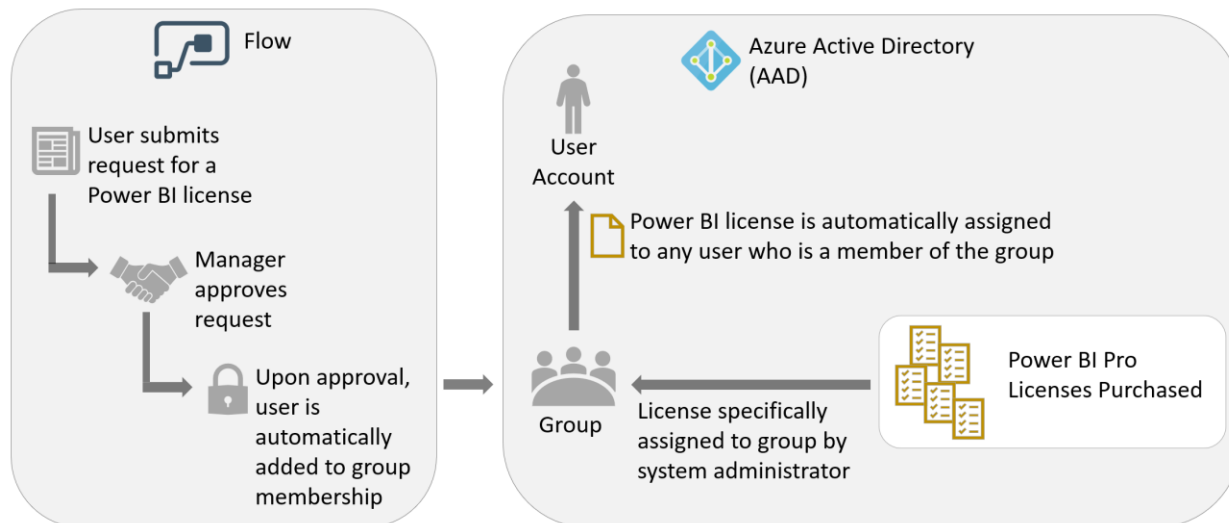 Flow
User submits
request for a
Power BI license
Manager
approves
request
Upon approval,
user is
automatically
added to group
membership
Azure Active Directory
(AAD)
User
Account
Power BI license is automatically assigned
to any user who is a member of the group
Group
License specifically
assigned to group by
system administrator
Power BI Pro
Licenses Purchased